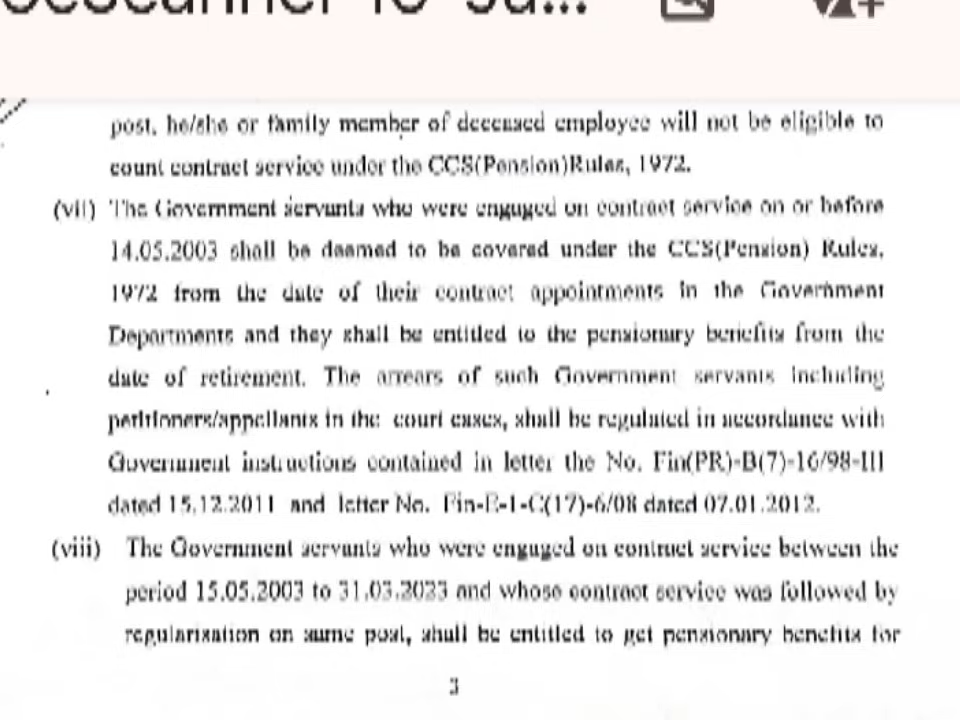 post, he/she or family member of deceased employee will not be eligible to
count contract service under the CCS(Pension)Rules, 1972.
(vii) The Government servants who were engaged on contract service on or before
14.05.2003 shall be deemed to be covered under the CCS(Pension) Rules,
1972 from the date of their contract appointments in the Government
Departments and they shall be entitled to the pensionary benefits from the
date of retirement. The arrears of such Government servants including
petitioners/appellants in the court cases, shall be regulated in accordance with
Government instructions contained in letter the No. Fin(PR)-B(7)-16/98-III
dated 15.12.2011 and letter No. Fin-E-1-C(17)-6/08 dated 07.01.2012.
(viii) The Government servants who were engaged on contract service between the
period 15.05.2003 to 31.03.2023 and whose contract service was followed by
regularisation on same post, shall be entitled to get pensionary benefits for
3